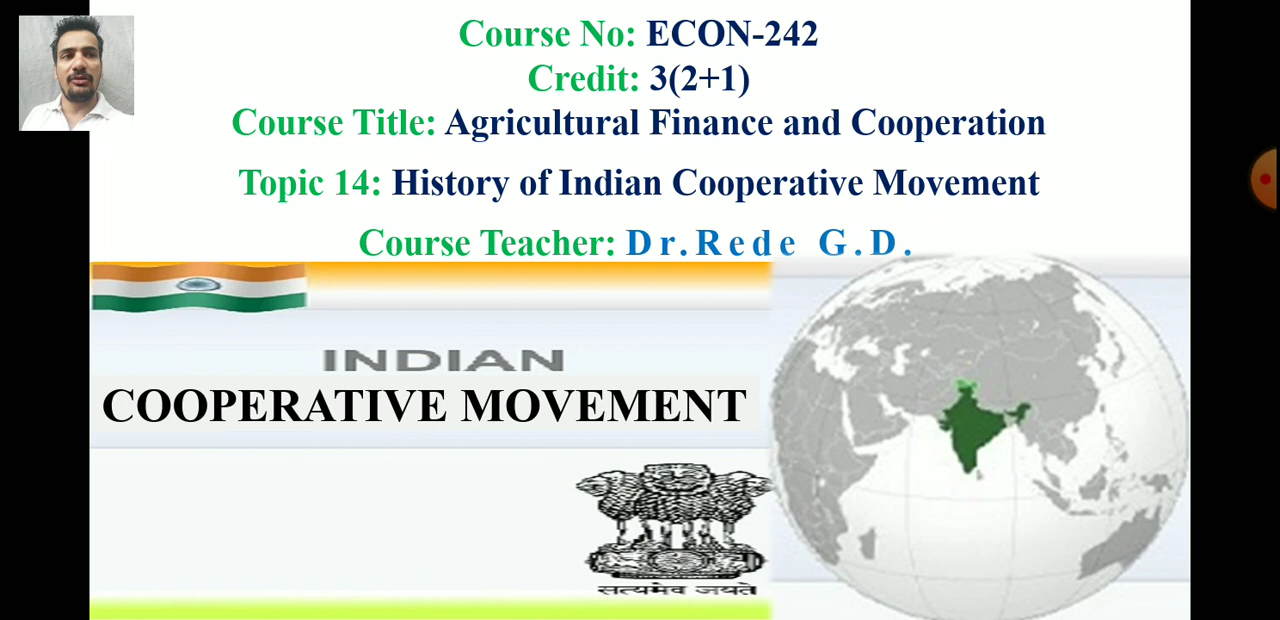 Course No: ECON-242
Credit: 3(2+1)
Course Title: Agricultural Finance and Cooperation
Topic 14: History of Indian Cooperative Movement
Course Teacher: Dr.Rede G.D.
INDIAN
COOPERATIVE MOVEMENT
सत्यमेव जयते